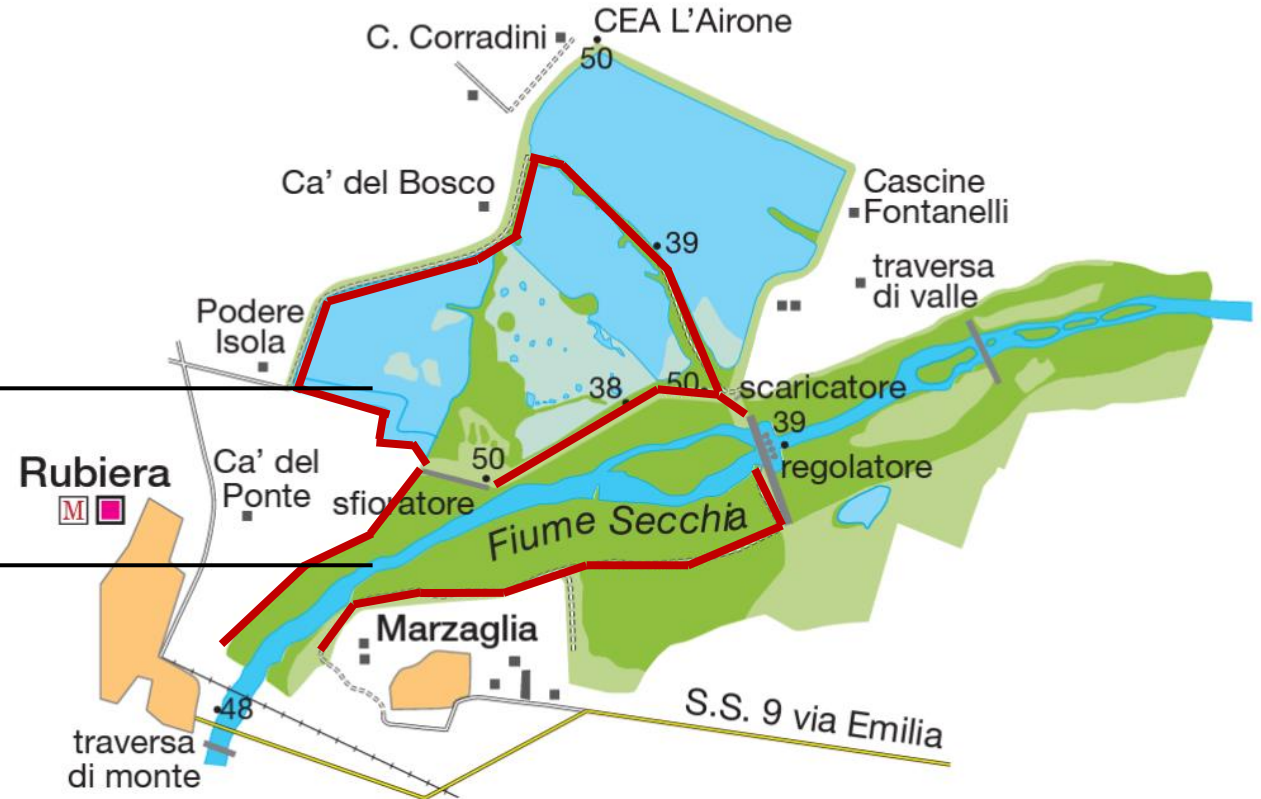 CEA L'Airone
C. Corradini
50
Ca' del Bosco
Cascine
Fontanelli
39
traversa
di valle
Podere
Isola
38
50
scaricatore
39
Rubiera
M
Ca' del
Ponte
50
sfioratore
regolatore
Fiume Secchia
Marzaglia
48
S.S. 9 via Emilia
traversa
di monte